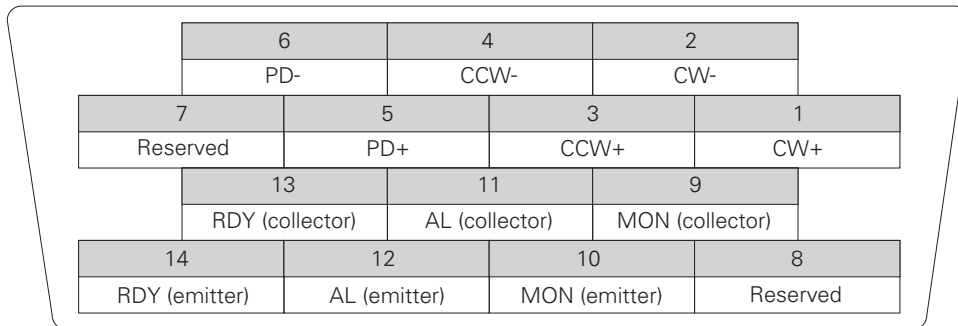 6 4 2
PD- CCW- CW-
7 5 3 1
Reserved PD+ CCW+ CW+
13 11 9
RDY (collector) AL (collector) MON (collector)
14 12 10 8
RDY (emitter) AL (emitter) MON (emitter) Reserved